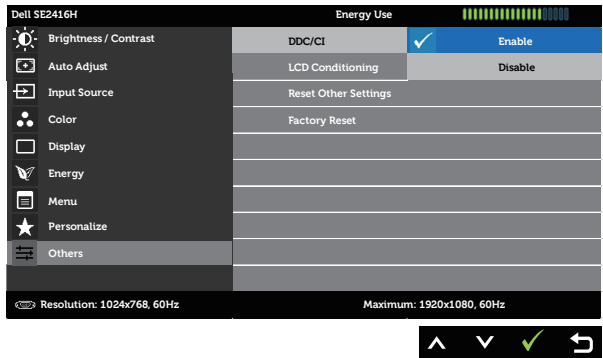 Dell SE2416H Energy Use
Brightness / Contrast
DDC/CI Enable
Auto Adjust LCD Conditioning Disable
Input Source Reset Other Settings
Color Factory Reset
Display
Energy
Menu
Personalize
Others
Resolution: 1024x768, 60Hz Maximum: 1920x1080, 60Hz